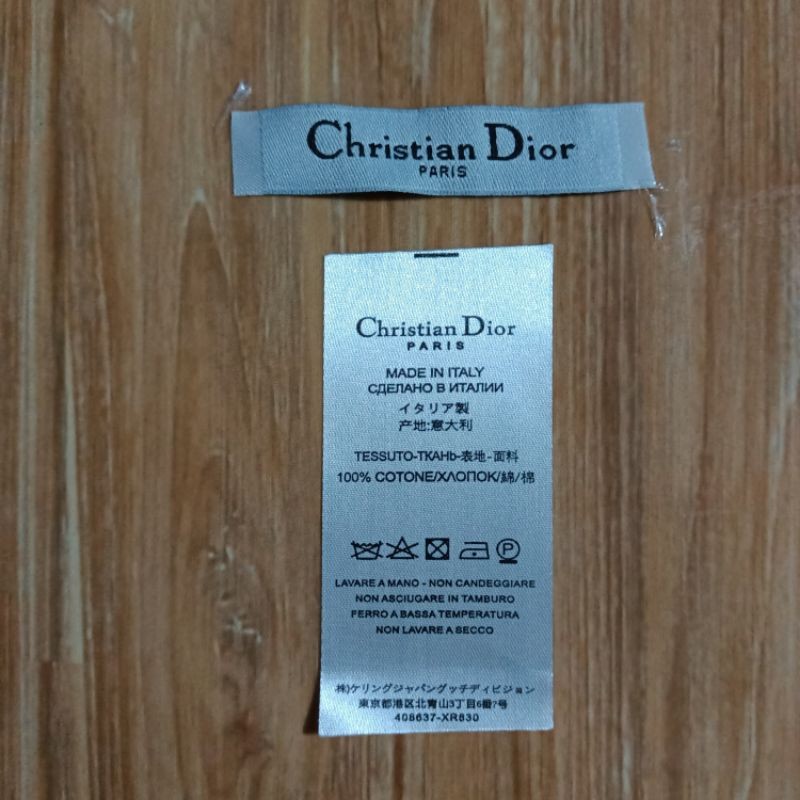 Christian Dior
PARIS
Christian Dior
PARIS
MADE IN ITALY
СДЕЛАНО В ИТАЛИИ
イタリア製
产地:意大利
TESSUTO-ТКАНЬ-表地-面料
100% COTONE/ХЛОПОК/綿/棉
P
LAVARE A MANO - NON CANDEGGIARE
NON ASCIUGARE IN TAMBURO
FERRO A BASSA TEMPERATURA
NON LAVARE A SECCO
㈱ケリングジャパングッチディビジョン
東京都港区北青山3丁目6番7号
408637-XR830